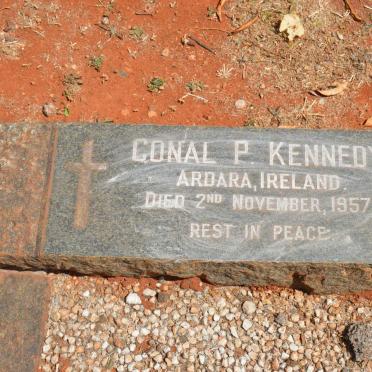 CONAL P KENNEDY
ARDARA, IRELAND.
DIED 2ND NOVEMBER, 1957
REST IN PEACE